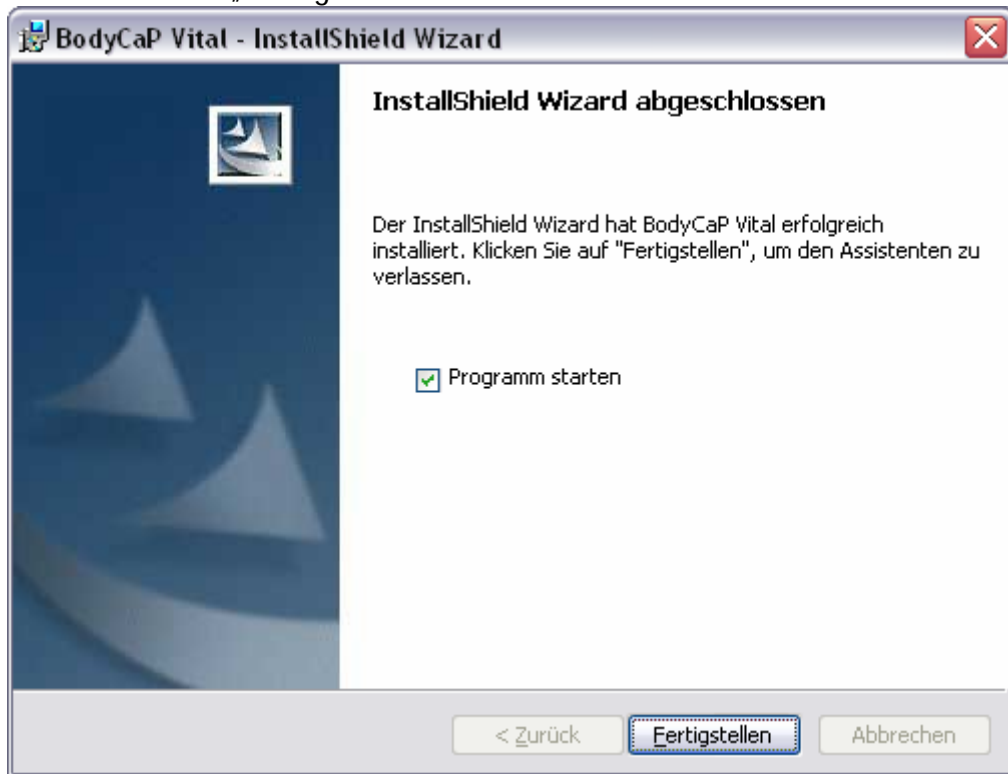 BodyCaP Vital - InstallShield Wizard
InstallShield Wizard abgeschlossen
Der InstallShield Wizard hat BodyCaP Vital erfolgreich
installiert. Klicken Sie auf "Fertigstellen", um den Assistenten zu
verlassen.
Programm starten
< Zurück Fertigstellen Abbrechen